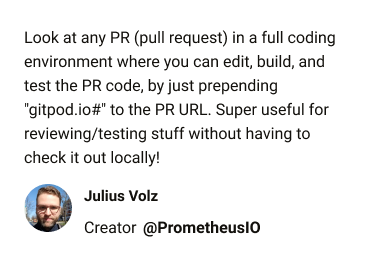 Look at any PR (pull request) in a full coding
environment where you can edit, build, and
test the PR code, by just prepending
"gitpod.io#" to the PR URL. Super useful for
reviewing/testing stuff without having to
check it out locally!
Julius Volz
Creator @PrometheusIO